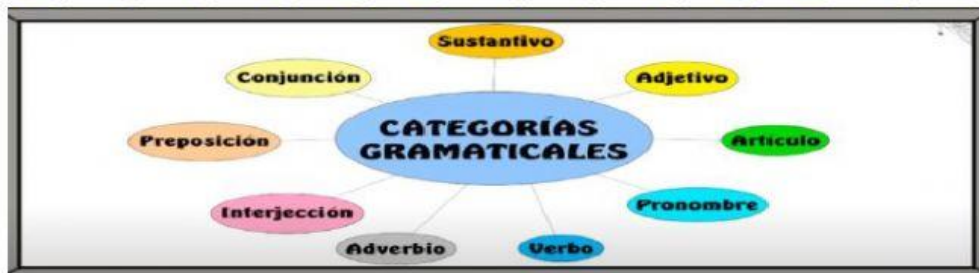 Sustantivo
Conjunción
Adjetivo
CATEGORÍAS
GRAMATICALES
Preposición
Artículo
Interjección
Pronombre
Adverbio
Verbo